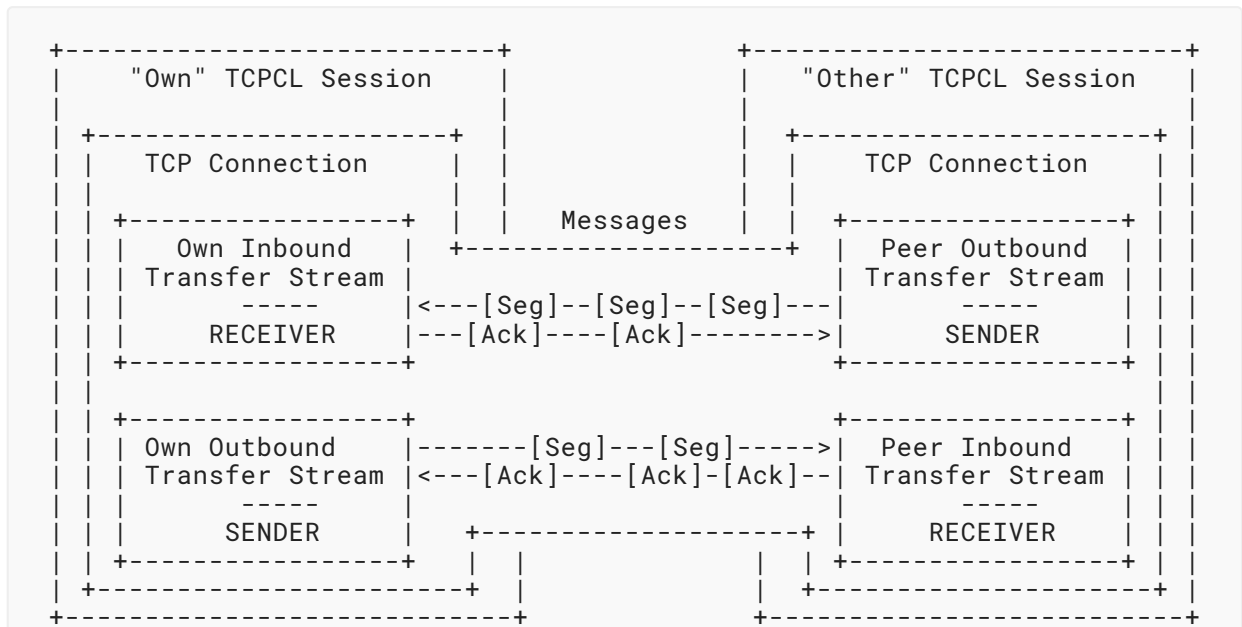 "Own" TCPCL Session "Other" TCPCL Session
TCP Connection TCP Connection
Messages
Own Inbound Peer Outbound
Transfer Stream Transfer Stream
----- <---[Seg]--[Seg]--[Seg]--- -----
RECEIVER ---[Ack]----[Ack]--------> SENDER
Own Outbound -------[Seg]---[Seg]-----> Peer Inbound
Transfer Stream <---[Ack]----[Ack]-[Ack]-- Transfer Stream
----- -----
SENDER RECEIVER